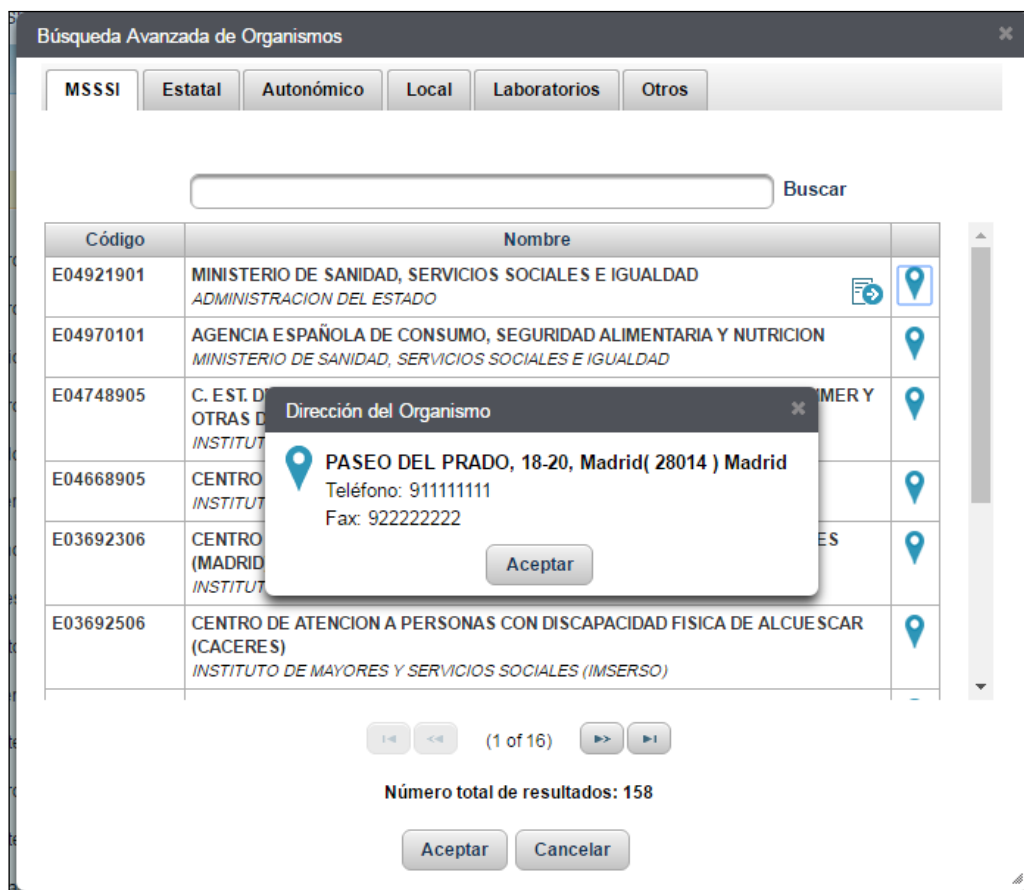 Búsqueda Avanzada de Organismos
MSSSI Estatal Autonómico Local Laboratorios Otros
Buscar
Código Nombre
E04921901 MINISTERIO DE SANIDAD, SERVICIOS SOCIALES E IGUALDAD
ADMINISTRACION DEL ESTADO
E04970101 AGENCIA ESPAÑOLA DE CONSUMO, SEGURIDAD ALIMENTARIA Y NUTRICION
MINISTERIO DE SANIDAD, SERVICIOS SOCIALES E IGUALDAD
E04748905 C. EST. D
IMER Y
OTRAS D
INSTITUT
Dirección del Organismo
PASEO DEL PRADO, 18-20, Madrid( 28014 ) Madrid
Teléfono: 911111111
Fax: 922222222
Aceptar
E04668905 CENTRO
INSTITUT
E03692306 CENTRO
ES
(MADRID
INSTITUT
E03692506 CENTRO DE ATENCION A PERSONAS CON DISCAPACIDAD FISICA DE ALCUESCAR
(CACERES)
INSTITUTO DE MAYORES Y SERVICIOS SOCIALES (IMSERSO)
(1 of 16)
Número total de resultados: 158
Aceptar Cancelar